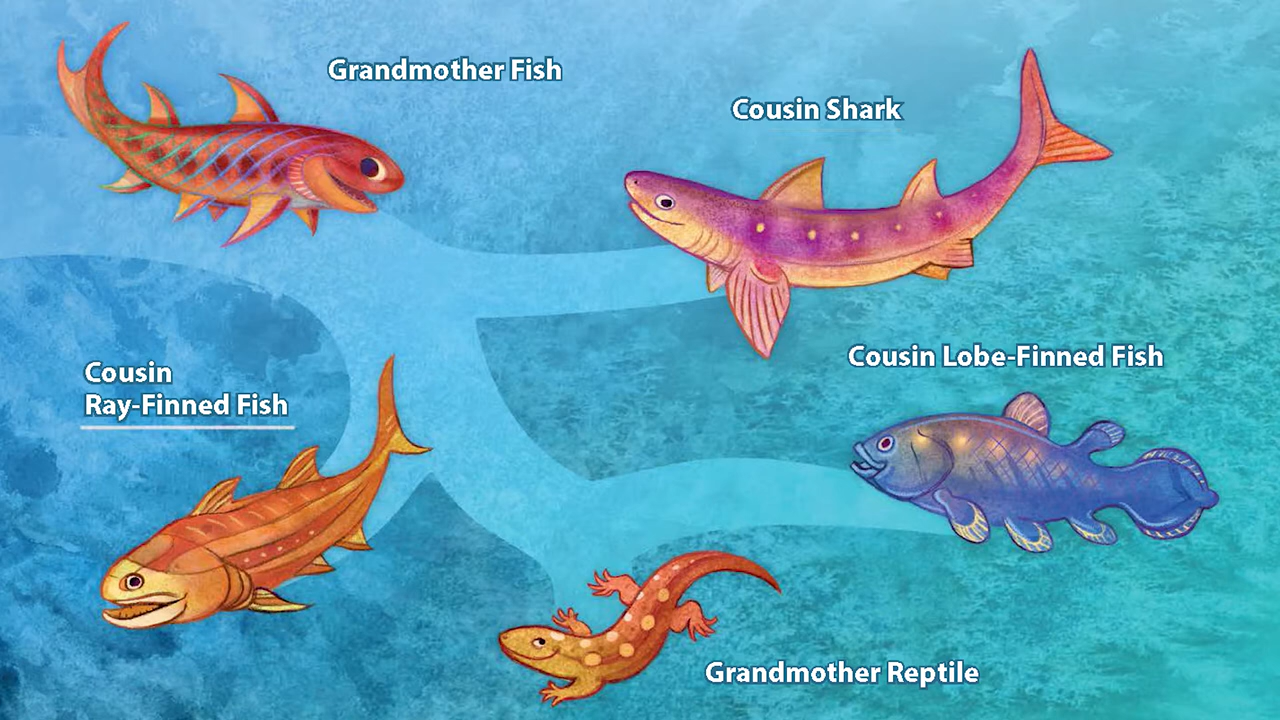 Grandmother Fish
Cousin Shark
Cousin Lobe-Finned Fish
Cousin
Ray-Finned Fish
Grandmother Reptile